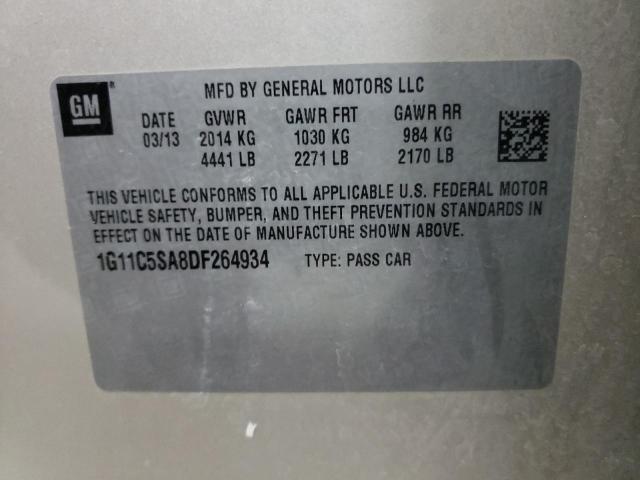 GM
MFD BY GENERAL MOTORS LLC
DATE GVWR GAWR FRT GAWR RR
03/13 2014 KG 1030 KG 984 KG
4441 LB 2271 LB 2170 LB
THIS VEHICLE CONFORMS TO ALL APPLICABLE U.S. FEDERAL MOTOR
VEHICLE SAFETY, BUMPER, AND THEFT PREVENTION STANDARDS IN
EFFECT ON THE DATE OF MANUFACTURE SHOWN ABOVE.
1G11C5SA8DF264934 TYPE: PASS CAR